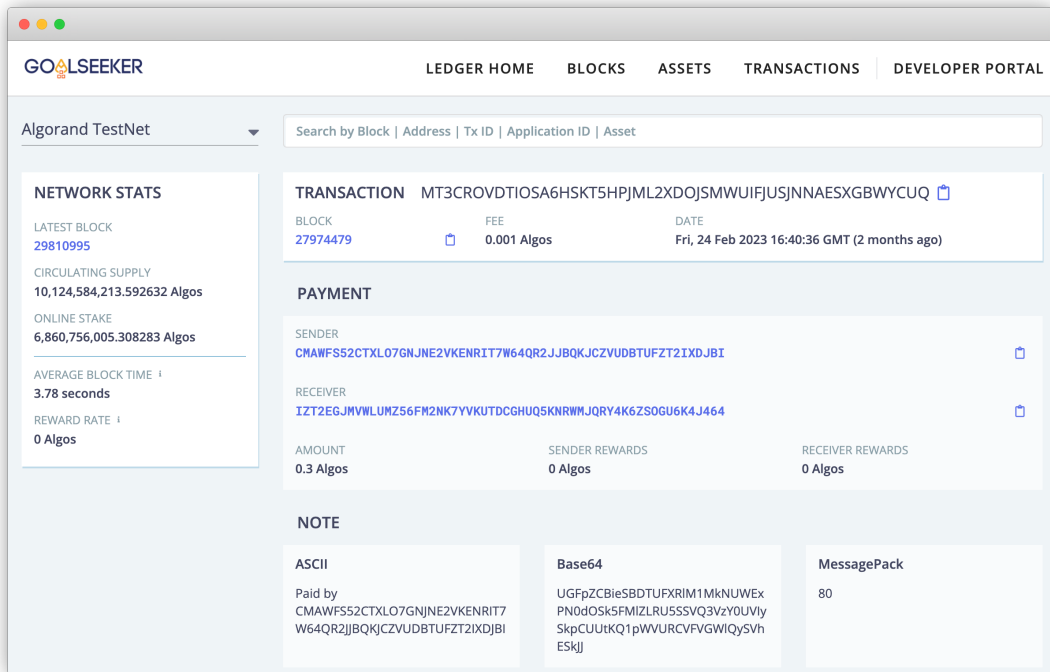 GOALSEEKER
LEDGER HOME BLOCKS ASSETS TRANSACTIONS DEVELOPER PORTAL
Algorand TestNet
Search by Block | Address | Tx ID | Application ID | Asset
NETWORK STATS
LATEST BLOCK
29810995
CIRCULATING SUPPLY
10,124,584,213.592632 Algos
ONLINE STAKE
6,860,756,005.308283 Algos
AVERAGE BLOCK TIME i
3.78 seconds
REWARD RATE i
0 Algos
TRANSACTION MT3CROVDTIOSA6HSKT5HPJML2XDOJSMWUIFJUSJNNAESXGBWYCUQ
BLOCK FEE DATE
27974479 0.001 Algos Fri, 24 Feb 2023 16:40:36 GMT (2 months ago)
PAYMENT
SENDER
CMAWFS52CTXLO7GNJNE2VKENRIT7W64QR2JJBQKJCZVUDBTUFZT2IXDJBI
RECEIVER
IZT2EGJMVWLUMZ56FM2NK7YVKUTDCGHUQ5KNRWMJQRY4K6ZSOGU6K4J464
AMOUNT SENDER REWARDS RECEIVER REWARDS
0.3 Algos 0 Algos 0 Algos
NOTE
ASCII
Paid by
CMAWFS52CTXLO7GNJNE2VKENRIT7
W64QR2JJBQKJCZVUDBTUFZT2IXDJBI
Base64
UGFpZCBieSBDTUFXRlM1MkNUWEx
PN0dOSk5FMlZLRU5SSVQ3VzY0UVIy
SkpCUUtKQ1pWVURCVFVGWlQySVh
ESkJJ
MessagePack
80